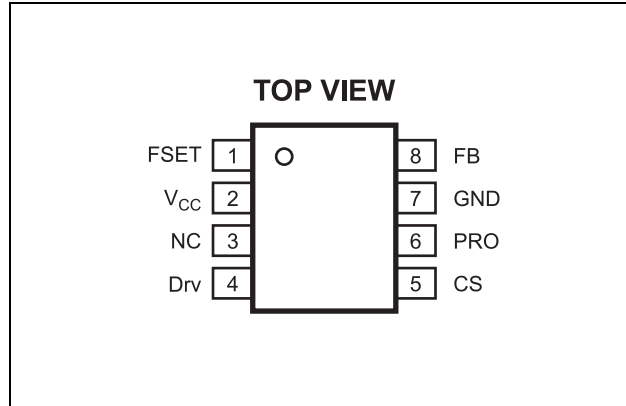 TOP VIEW
FSET 1 8 FB
VCC 2 7 GND
NC 3 6 PRO
Drv 4 5 CS